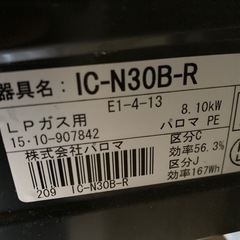 器具名: IC-N30B-R
E1-4-13 8.10kW
LPガス用 パロマ PE
15·10-907842 区分C
株式会社パロマ 効率56.3%
区分J
209 IC-N30B-R 効率167Wh